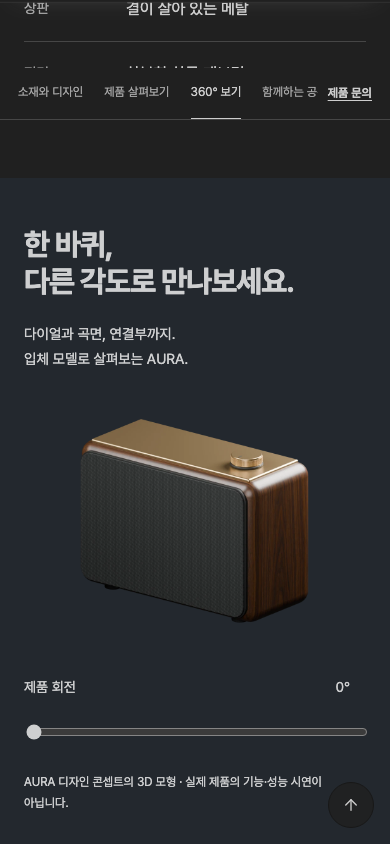 상판
결이 살아 있는 메탈
소재와 디자인
제품 살펴보기
360° 보기
함께하는 공
제품 문의
한 바퀴,
다른 각도로 만나보세요.
다이얼과 곡면, 연결부까지.
입체 모델로 살펴보는 AURA.
제품 회전
0°
AURA 디자인 콘셉트의 3D 모형 · 실제 제품의 기능·성능 시연이
아닙니다.